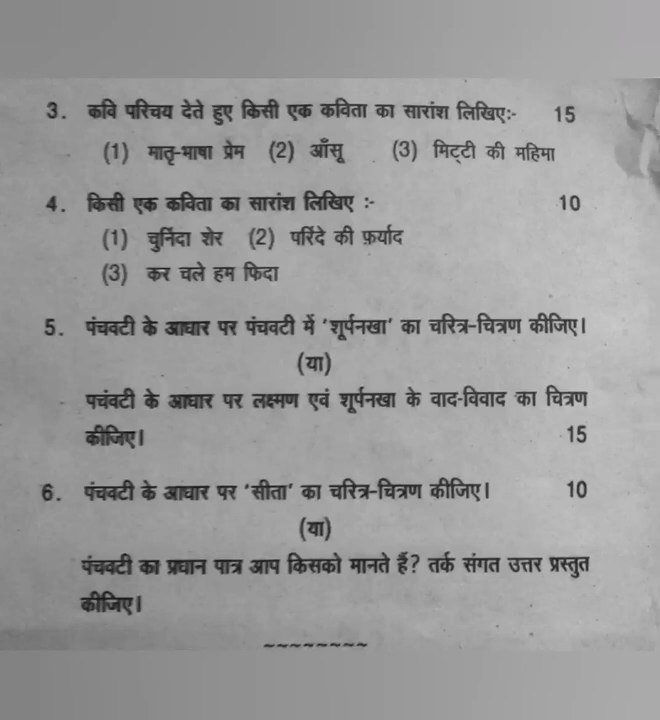 3. कवि परिचय देते हुए किसी एक कविता का सारांश लिखिएः- 15
(1) मातृ-भाषा प्रेम (2) आँसू (3) मिट्टी की महिमा
4. किसी एक कविता का सारांश लिखिए :- 10
(1) चुनिंदा शेर (2) परिंदे की फ़र्याद
(3) कर चले हम फिदा
5. पंचवटी के आधार पर पंचवटी में 'शूर्पनखा' का चरित्र-चित्रण कीजिए।
(या)
पचंवटी के आधार पर लक्ष्मण एवं शूर्पनखा के वाद-विवाद का चित्रण
कीजिए। 15
6. पंचवटी के आधार पर 'सीता' का चरित्र-चित्रण कीजिए। 10
(या)
पंचवटी का प्रधान पात्र आप किसको मानते हैं? तर्क संगत उत्तर प्रस्तुत
कीजिए।
~~~~~~~~